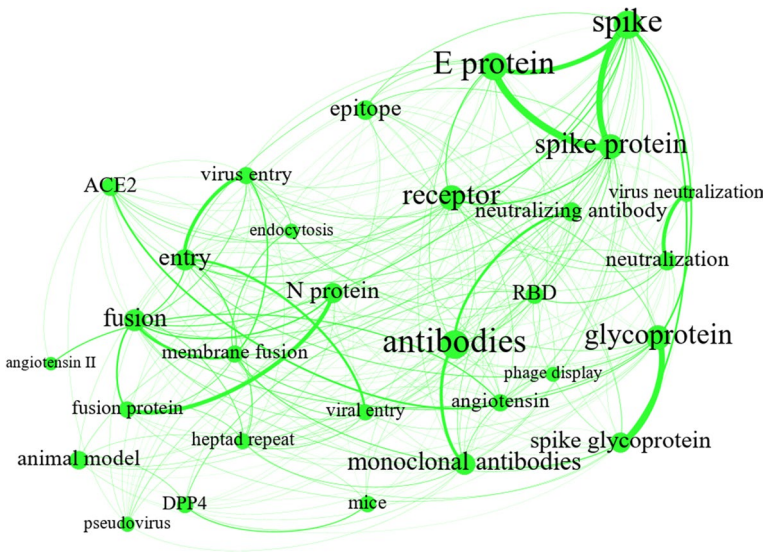 spike
E protein
epitope
spike protein
virus entry
ACE2
virus neutralization
receptor
neutralizing antibody
endocytosis
entry
neutralization
N protein
RBD
fusion
glycoprotein
antibodies
membrane fusion
angiotensin II
phage display
angiotensin
fusion protein
viral entry
heptad repeat
spike glycoprotein
animal model
monoclonal antibodies
DPP4
mice
pseudovirus